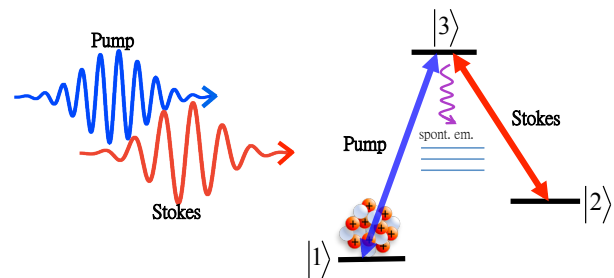 Pump
Stokes
|3⟩
Stokes
spont. em.
Pump
|2⟩
|1⟩
+ + + + + + + + +